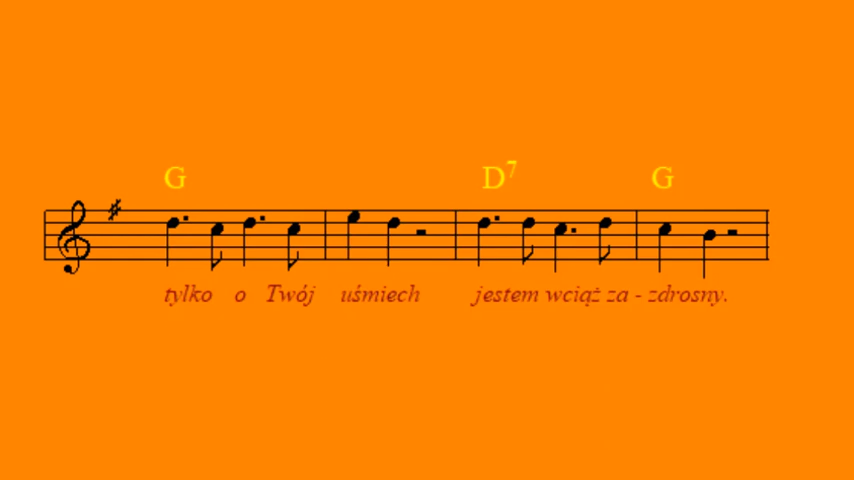 G D7 G
tylko o Twój uśmiech jestem wciąż za - zdrosny.